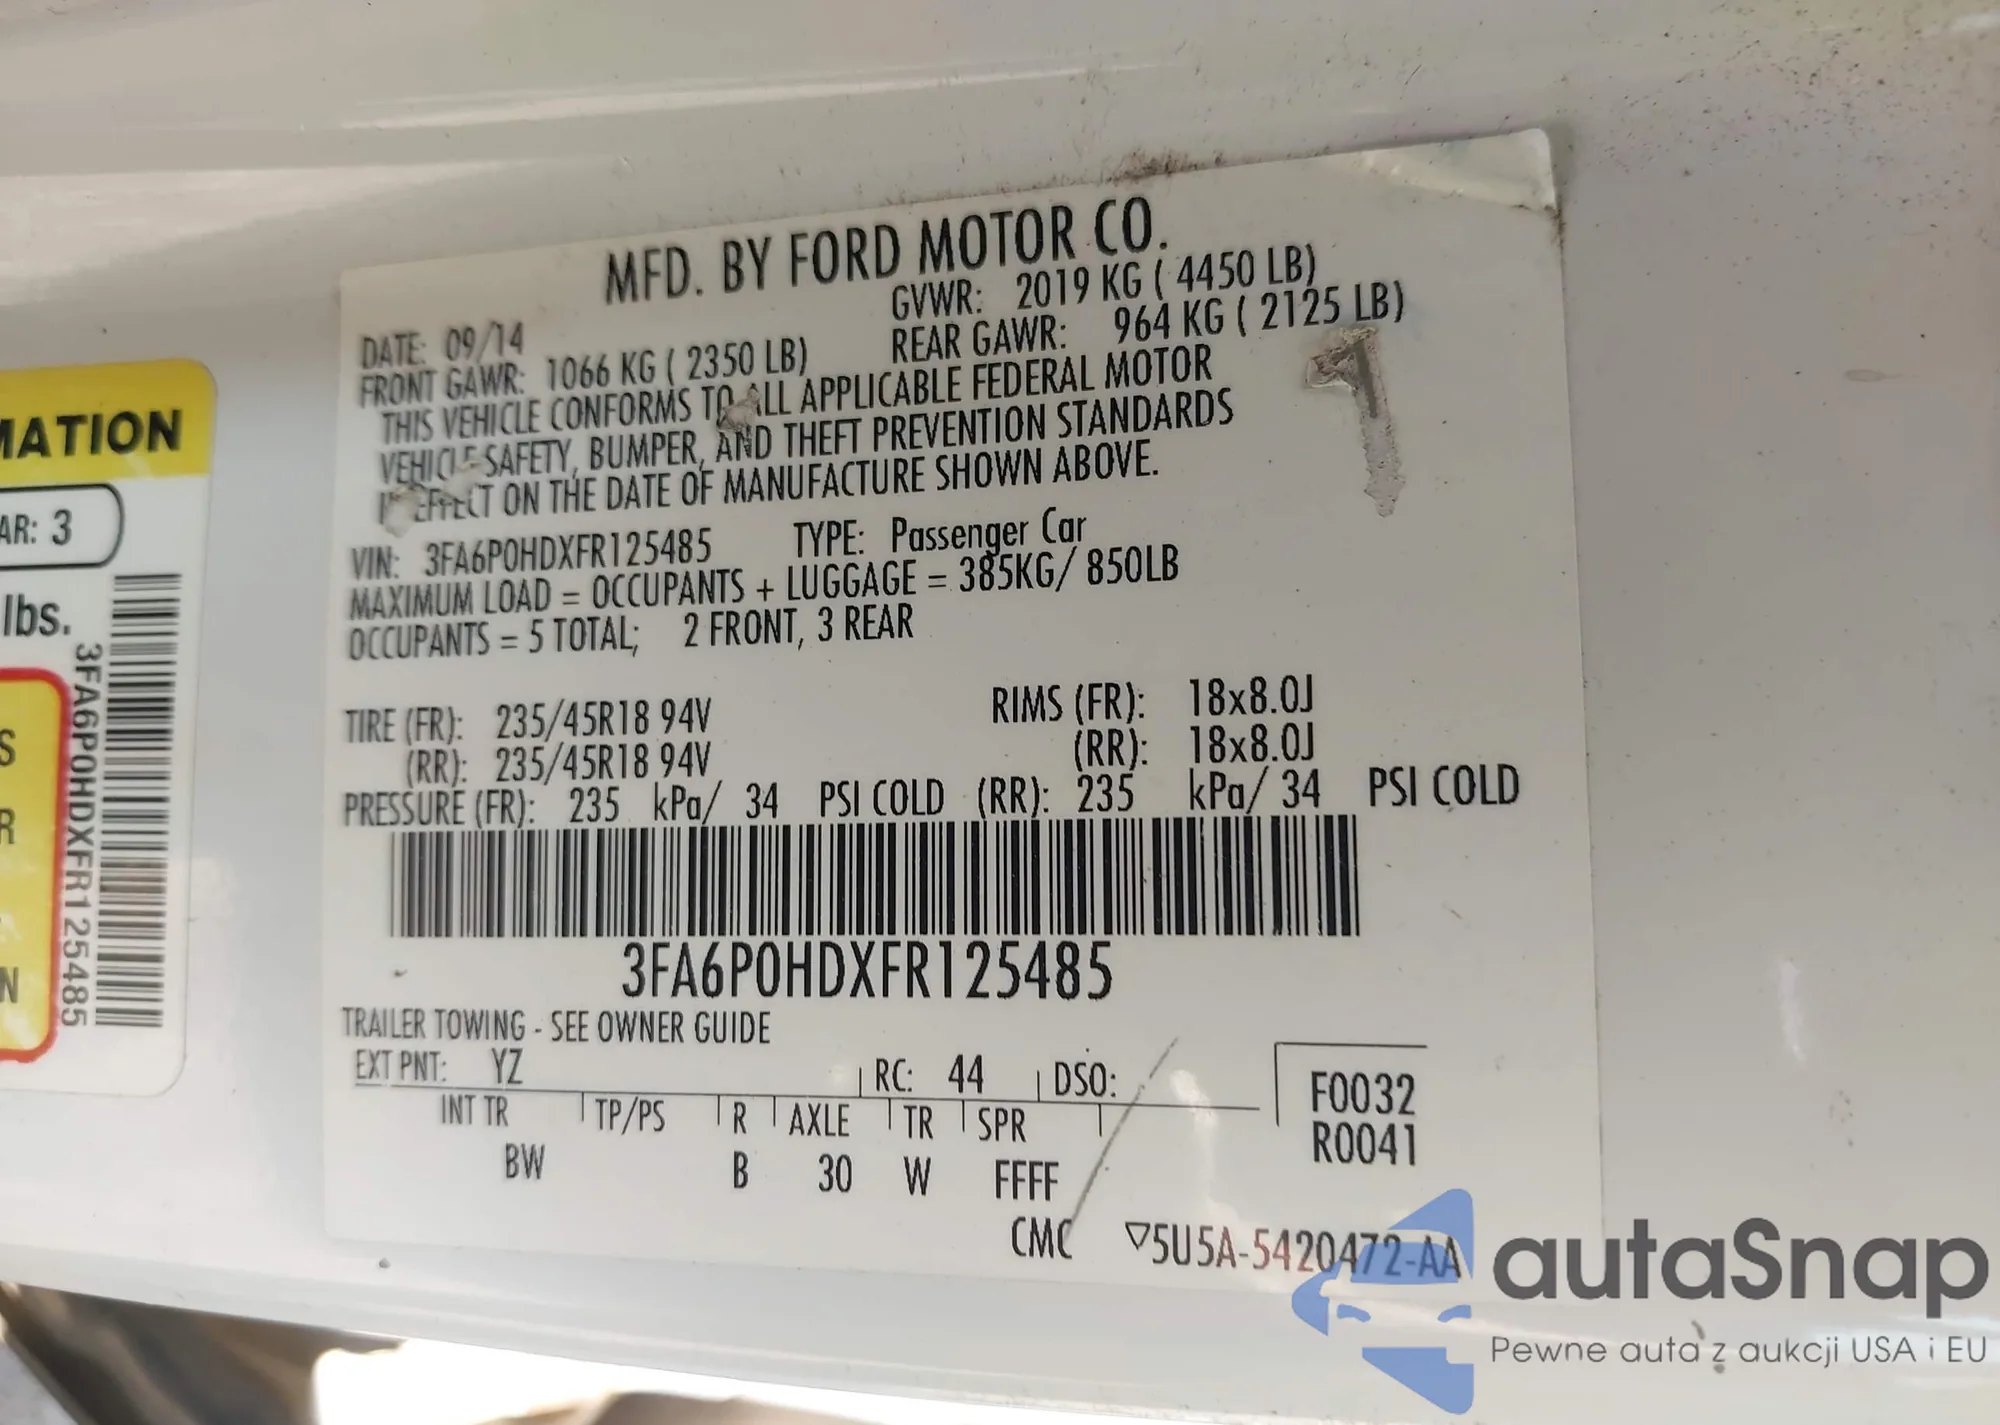 MFD. BY FORD MOTOR CO.
DATE: 09/14 GVWR: 2019 KG ( 4450 LB)
FRONT GAWR: 1066 KG ( 2350 LB) REAR GAWR: 964 KG ( 2125 LB)
THIS VEHICLE CONFORMS TO ALL APPLICABLE FEDERAL MOTOR
VEHICLE SAFETY, BUMPER, AND THEFT PREVENTION STANDARDS
EFFECT ON THE DATE OF MANUFACTURE SHOWN ABOVE.
VIN: 3FA6P0HDXFR125485 TYPE: Passenger Car
MAXIMUM LOAD = OCCUPANTS + LUGGAGE = 385KG/ 850LB
OCCUPANTS = 5 TOTAL; 2 FRONT, 3 REAR
TIRE (FR): 235/45R18 94V RIMS (FR): 18x8.0J
(RR): 235/45R18 94V (RR): 18x8.0J
PRESSURE (FR): 235 kPa/ 34 PSI COLD (RR): 235 kPa/ 34 PSI COLD
3FA6P0HDXFR125485
TRAILER TOWING - SEE OWNER GUIDE
EXT PNT: YZ RC: 44 DSO:
INT TR TP/PS R AXLE TR SPR
BW B 30 W FFFF
F0032
R0041
CMC ▽5U5A-5420472-AA
MATION
AR: 3
lbs.
3FA6P0HDXFR125485
S
R
N
autaSnap
Pewne auta z aukcji USA i EU